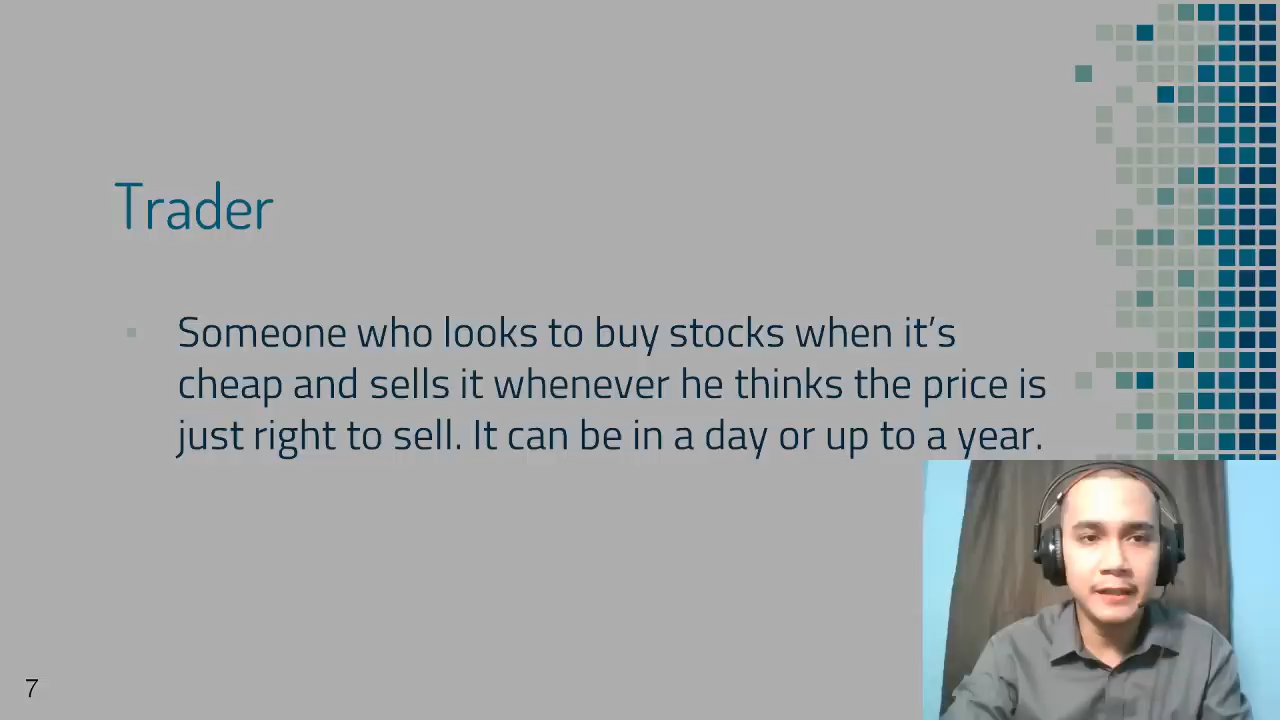 Trader
Someone who looks to buy stocks when it’s
cheap and sells it whenever he thinks the price is
just right to sell. It can be in a day or up to a year.
7